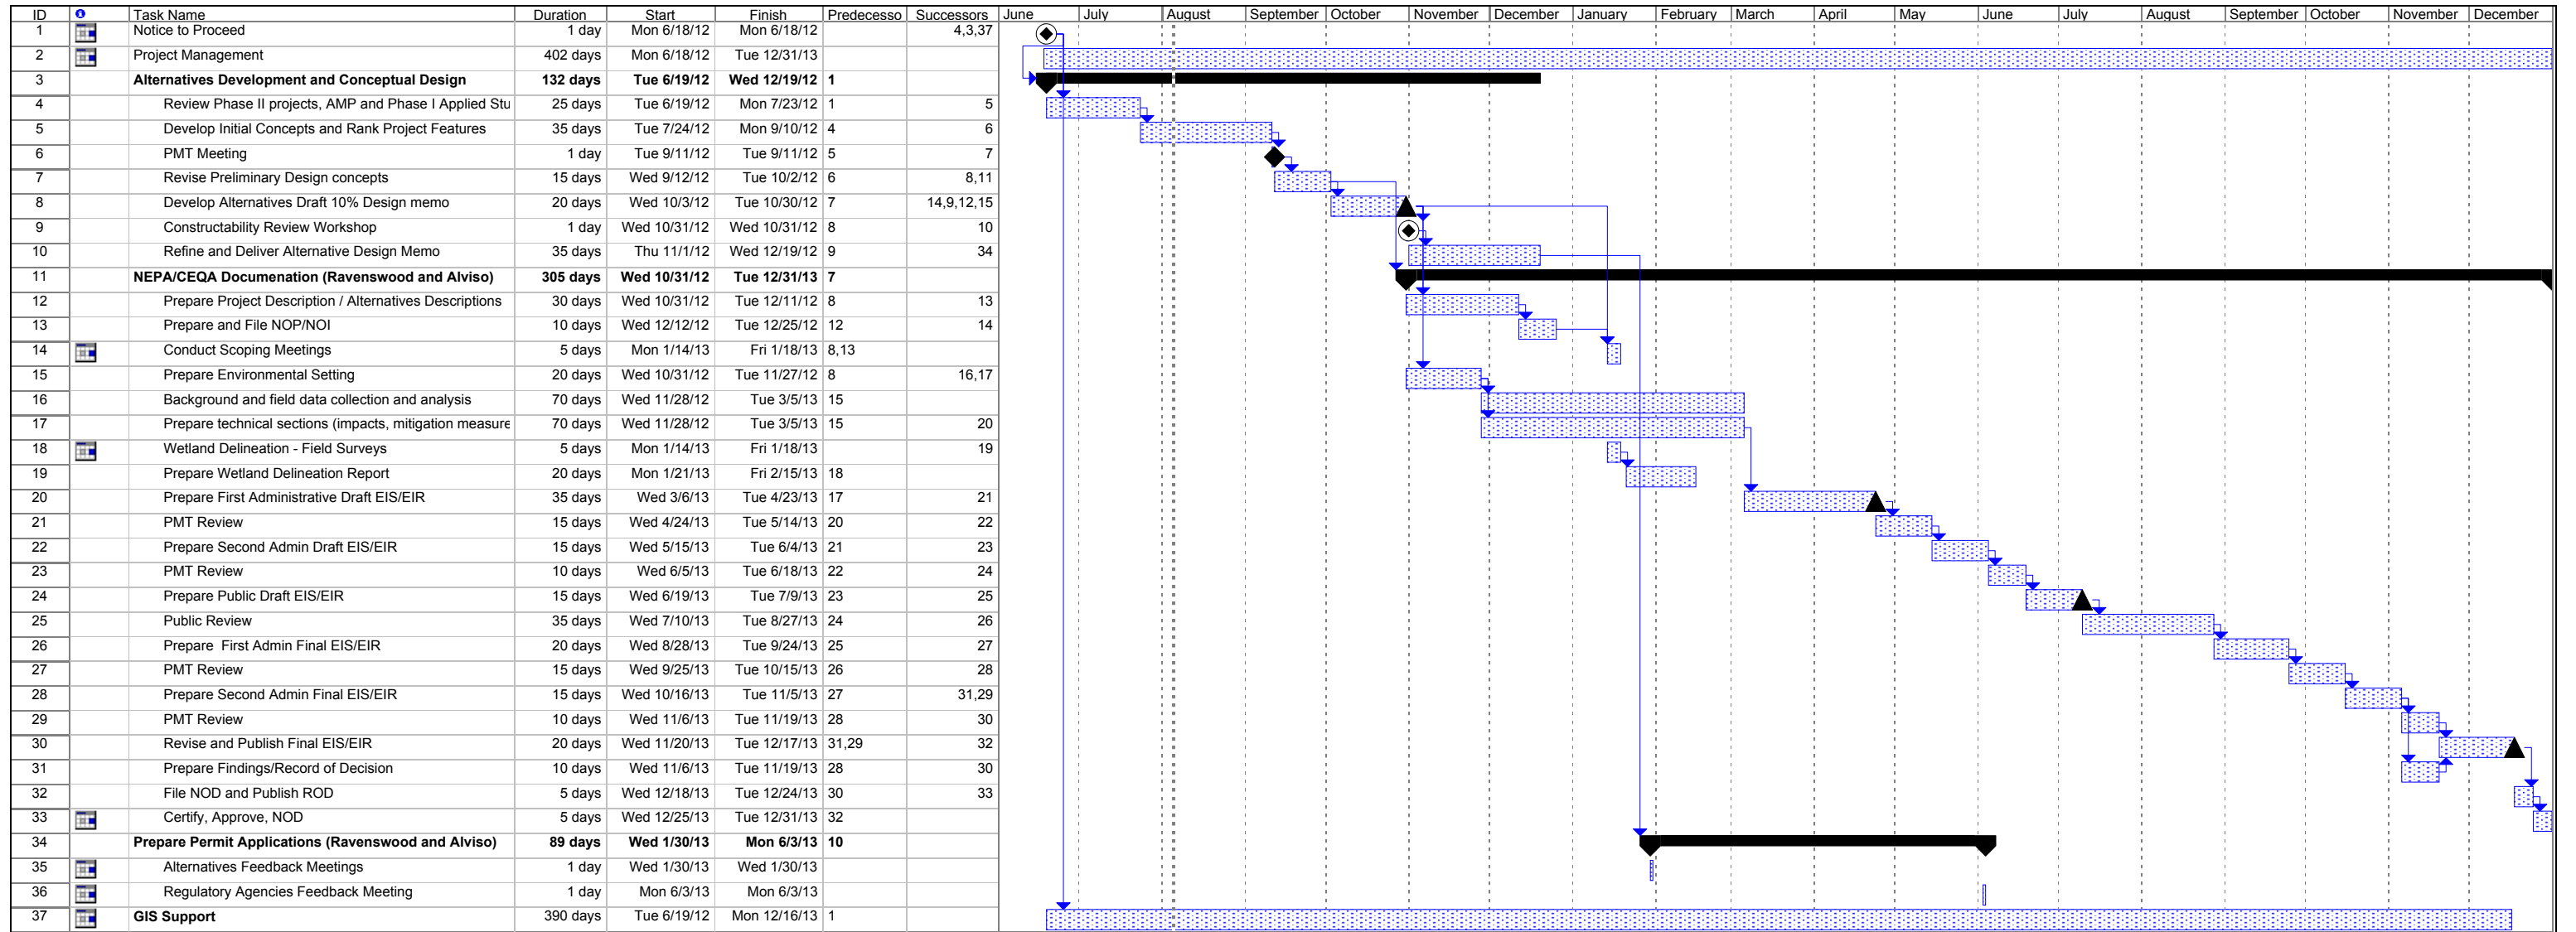 ID Task Name Duration Start Finish Predecesso Successors June July August September October November December January February March April May June July August September October November December
1 Notice to Proceed 1 day Mon 6/18/12 Mon 6/18/12 4,3,37
2 Project Management 402 days Mon 6/18/12 Tue 12/31/13
3 Alternatives Development and Conceptual Design 132 days Tue 6/19/12 Wed 12/19/12 1
4 Review Phase II projects, AMP and Phase I Applied Stu 25 days Tue 6/19/12 Mon 7/23/12 1 5
5 Develop Initial Concepts and Rank Project Features 35 days Tue 7/24/12 Mon 9/10/12 4 6
6 PMT Meeting 1 day Tue 9/11/12 Tue 9/11/12 5 7
7 Revise Preliminary Design concepts 15 days Wed 9/12/12 Tue 10/2/12 6 8,11
8 Develop Alternatives Draft 10% Design memo 20 days Wed 10/3/12 Tue 10/30/12 7 14,9,12,15
9 Constructability Review Workshop 1 day Wed 10/31/12 Wed 10/31/12 8 10
10 Refine and Deliver Alternative Design Memo 35 days Thu 11/1/12 Wed 12/19/12 9 34
11 NEPA/CEQA Documenation (Ravenswood and Alviso) 305 days Wed 10/31/12 Tue 12/31/13 7
12 Prepare Project Description / Alternatives Descriptions 30 days Wed 10/31/12 Tue 12/11/12 8 13
13 Prepare and File NOP/NOI 10 days Wed 12/12/12 Tue 12/25/12 12 14
14 Conduct Scoping Meetings 5 days Mon 1/14/13 Fri 1/18/13 8,13
15 Prepare Environmental Setting 20 days Wed 10/31/12 Tue 11/27/12 8 16,17
16 Background and field data collection and analysis 70 days Wed 11/28/12 Tue 3/5/13 15
17 Prepare technical sections (impacts, mitigation measure 70 days Wed 11/28/12 Tue 3/5/13 15 20
18 Wetland Delineation - Field Surveys 5 days Mon 1/14/13 Fri 1/18/13 19
19 Prepare Wetland Delineation Report 20 days Mon 1/21/13 Fri 2/15/13 18
20 Prepare First Administrative Draft EIS/EIR 35 days Wed 3/6/13 Tue 4/23/13 17 21
21 PMT Review 15 days Wed 4/24/13 Tue 5/14/13 20 22
22 Prepare Second Admin Draft EIS/EIR 15 days Wed 5/15/13 Tue 6/4/13 21 23
23 PMT Review 10 days Wed 6/5/13 Tue 6/18/13 22 24
24 Prepare Public Draft EIS/EIR 15 days Wed 6/19/13 Tue 7/9/13 23 25
25 Public Review 35 days Wed 7/10/13 Tue 8/27/13 24 26
26 Prepare First Admin Final EIS/EIR 20 days Wed 8/28/13 Tue 9/24/13 25 27
27 PMT Review 15 days Wed 9/25/13 Tue 10/15/13 26 28
28 Prepare Second Admin Final EIS/EIR 15 days Wed 10/16/13 Tue 11/5/13 27 31,29
29 PMT Review 10 days Wed 11/6/13 Tue 11/19/13 28 30
30 Revise and Publish Final EIS/EIR 20 days Wed 11/20/13 Tue 12/17/13 31,29 32
31 Prepare Findings/Record of Decision 10 days Wed 11/6/13 Tue 11/19/13 28 30
32 File NOD and Publish ROD 5 days Wed 12/18/13 Tue 12/24/13 30 33
33 Certify, Approve, NOD 5 days Wed 12/25/13 Tue 12/31/13 32
34 Prepare Permit Applications (Ravenswood and Alviso) 89 days Wed 1/30/13 Mon 6/3/13 10
35 Alternatives Feedback Meetings 1 day Wed 1/30/13 Wed 1/30/13
36 Regulatory Agencies Feedback Meeting 1 day Mon 6/3/13 Mon 6/3/13
37 GIS Support 390 days Tue 6/19/12 Mon 12/16/13 1